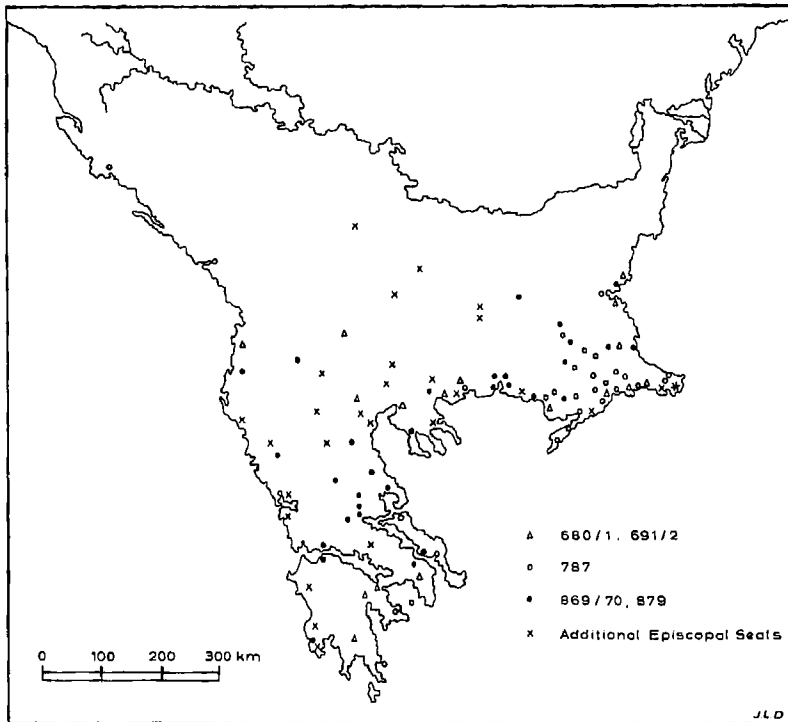 680/1, 691/2
787
869/70, 879
Additional Episcopal Seats
0 100 200 300 km
JLD